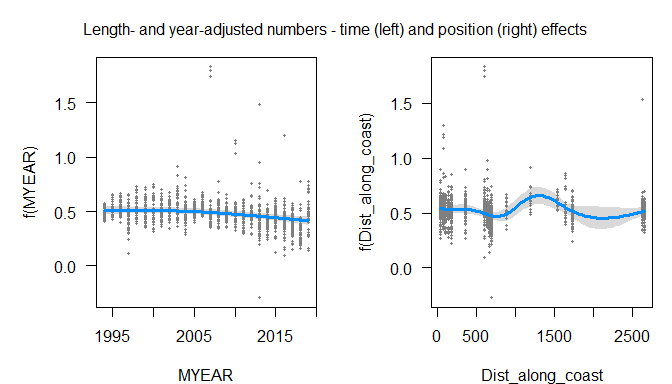 Length- and year-adjusted numbers - time (left) and position (right) effects
f(MYEAR)
1.5
1.0
0.5
0.0
1995 2005 2015
MYEAR
f(Dist_along_coast)
1.5
1.0
0.5
0.0
0 500 1500 2500
Dist_along_coast